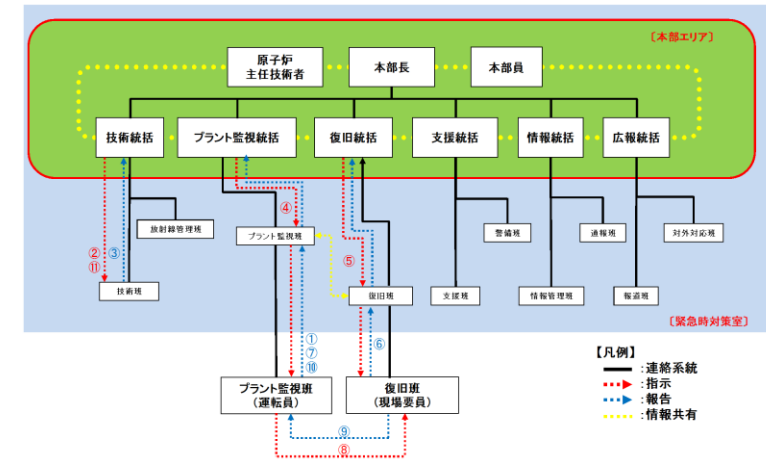 〔本部エリア〕
原子炉
主任技術者
本部長
本部員
技術統括
プラント監視統括
復旧統括
支援統括
情報統括
広報統括
放射線管理班
④
プラント監視班
警備班
通報班
対外対応班
②
⑪
③
⑤
技術班
復旧班
支援班
情報管理班
報道班
〔緊急時対策室〕
①
⑦
⑩
⑥
プラント監視班
(運転員)
復旧班
(現場要員)
⑨
⑧
【凡例】
:連絡系統
:指示
:報告
:情報共有